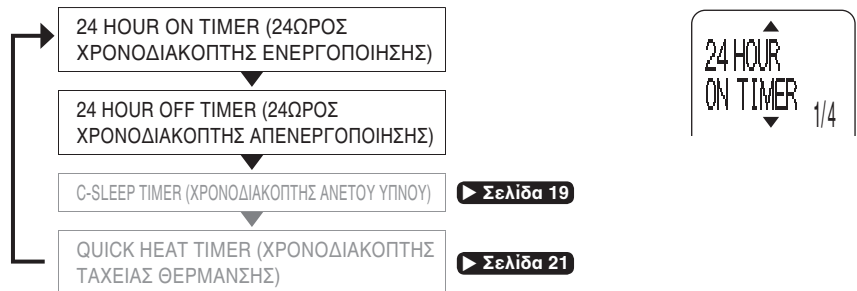 24 HOUR ON TIMER (24ΩΡΟΣ
ΧΡΟΝΟΔΙΑΚΟΠΤΗΣ ΕΝΕΡΓΟΠΟΙΗΣΗΣ)
24 HOUR OFF TIMER (24ΩΡΟΣ
ΧΡΟΝΟΔΙΑΚΟΠΤΗΣ ΑΠΕΝΕΡΓΟΠΟΙΗΣΗΣ)
C-SLEEP TIMER (ΧΡΟΝΟΔΙΑΚΟΠΤΗΣ ΑΝΕΤΟΥ ΥΠΝΟΥ)
Σελίδα 19
QUICK HEAT TIMER (ΧΡΟΝΟΔΙΑΚΟΠΤΗΣ
ΤΑΧΕΙΑΣ ΘΕΡΜΑΝΣΗΣ)
Σελίδα 21
24 HOUR
ON TIMER
1/4